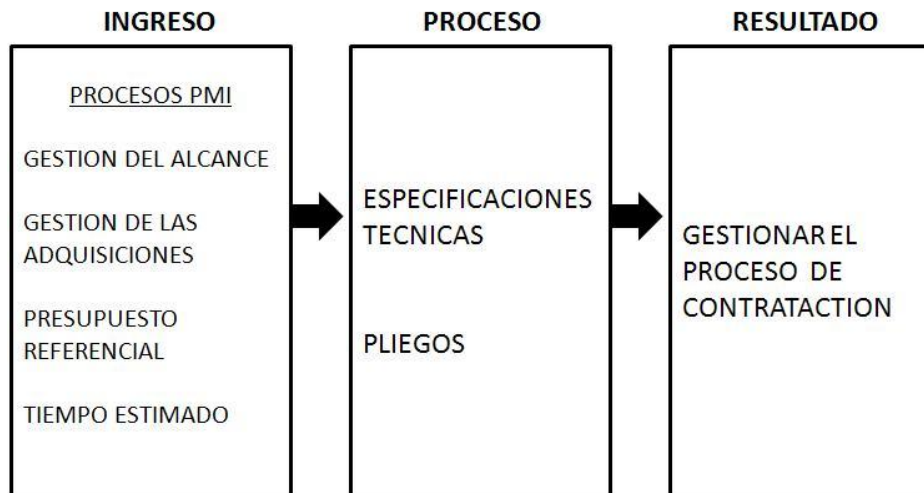 INGRESO
PROCESOS PMI
GESTION DEL ALCANCE
GESTION DE LAS
ADQUISICIONES
PRESUPUESTO
REFERENCIAL
TIEMPO ESTIMADO
PROCESO
ESPECIFICACIONES
TECNICAS
PLIEGOS
RESULTADO
GESTIONAR EL
PROCESO DE
CONTRATACTION